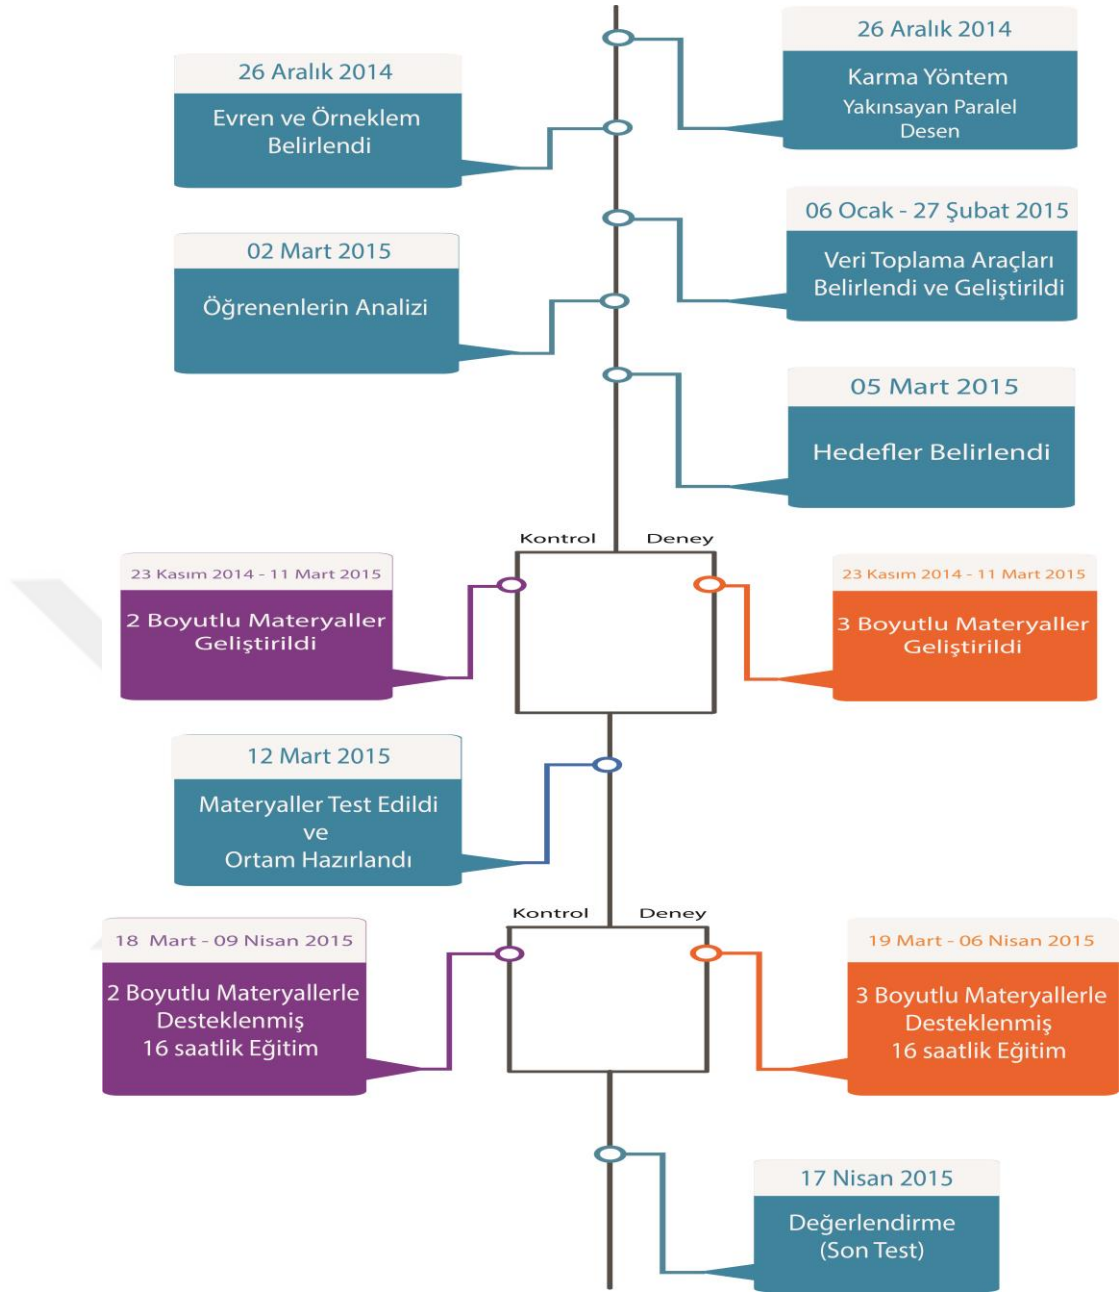 26 Aralık 2014
Karma Yöntem
Yakınsayan Paralel
Desen
26 Aralık 2014
Evren ve Örneklem
Belirlendi
06 Ocak - 27 Şubat 2015
Veri Toplama Araçları
Belirlendi ve Geliştirildi
02 Mart 2015
Öğrenenlerin Analizi
05 Mart 2015
Hedefler Belirlendi
Kontrol
Deney
23 Kasım 2014 - 11 Mart 2015
2 Boyutlu Materyaller
Geliştirildi
23 Kasım 2014 - 11 Mart 2015
3 Boyutlu Materyaller
Geliştirildi
12 Mart 2015
Materyaller Test Edildi
ve
Ortam Hazırlandı
Kontrol
Deney
18 Mart - 09 Nisan 2015
2 Boyutlu Materyallerle
Desteklenmiş
16 saatlik Eğitim
19 Mart - 06 Nisan 2015
3 Boyutlu Materyallerle
Desteklenmiş
16 saatlik Eğitim
17 Nisan 2015
Değerlendirme
(Son Test)